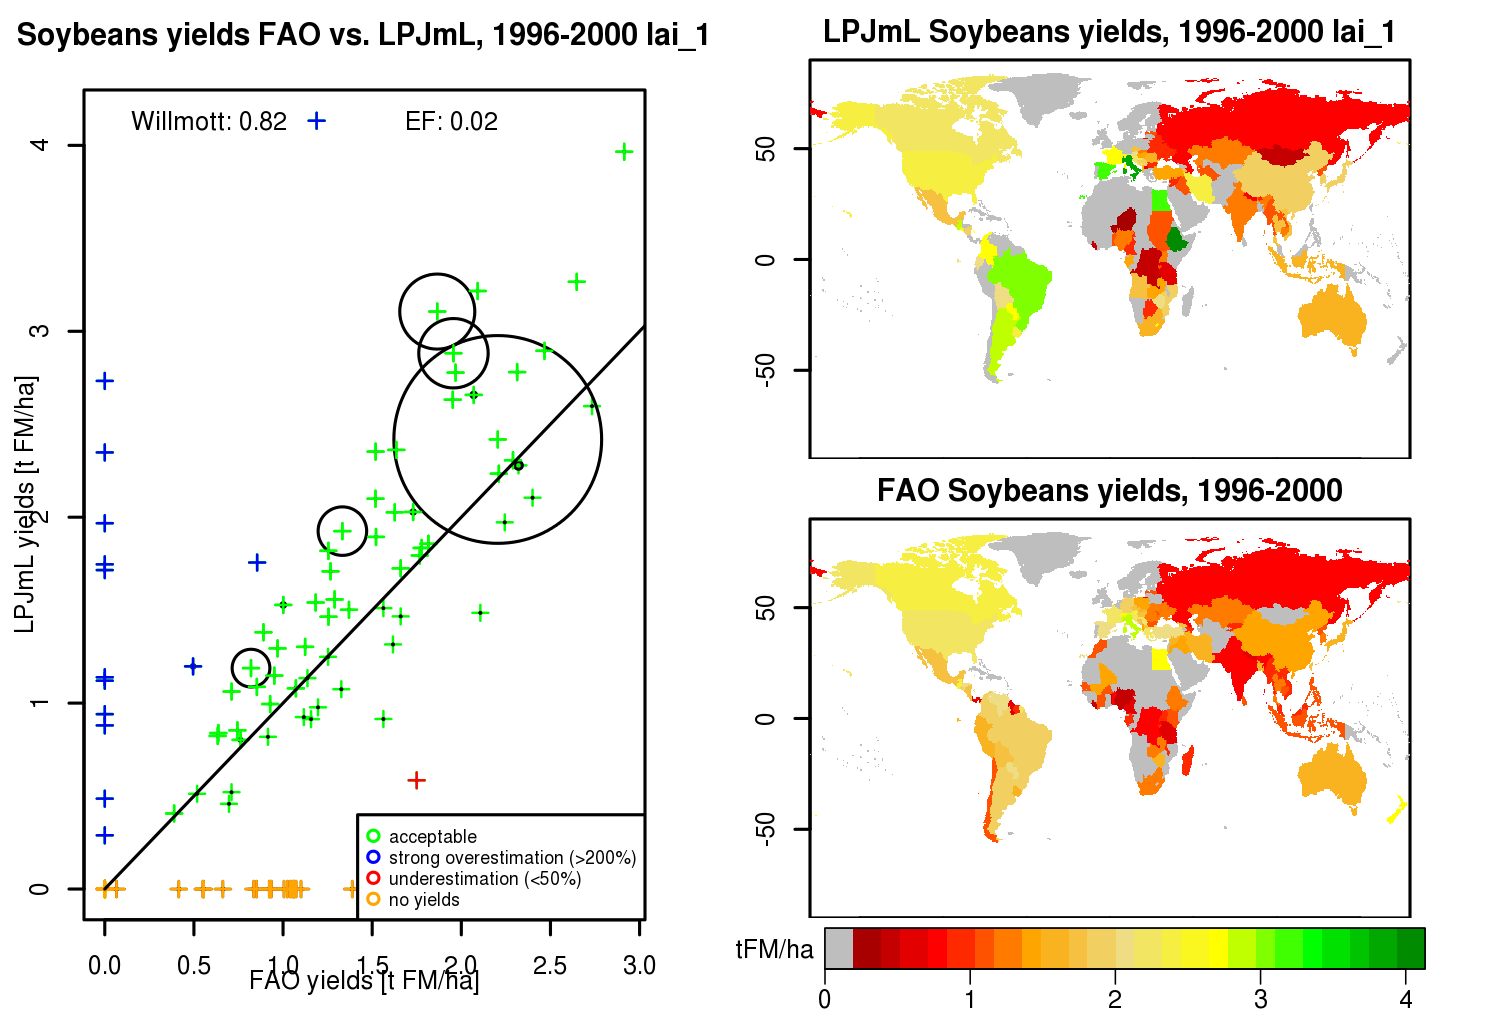 Soybeans yields FAO vs. LPJmL, 1996-2000 lai_1
Willmott: 0.82
EF: 0.02
LPJmL yields [t FM/ha]
4
3
2
1
0
acceptable
strong overestimation (>200%)
underestimation (<50%)
no yields
0.0 0.5 1.0 1.5 2.0 2.5 3.0
FAO yields [t FM/ha]
LPJmL Soybeans yields, 1996-2000 lai_1
50
0
-50
FAO Soybeans yields, 1996-2000
50
0
-50
tFM/ha
0 1 2 3 4